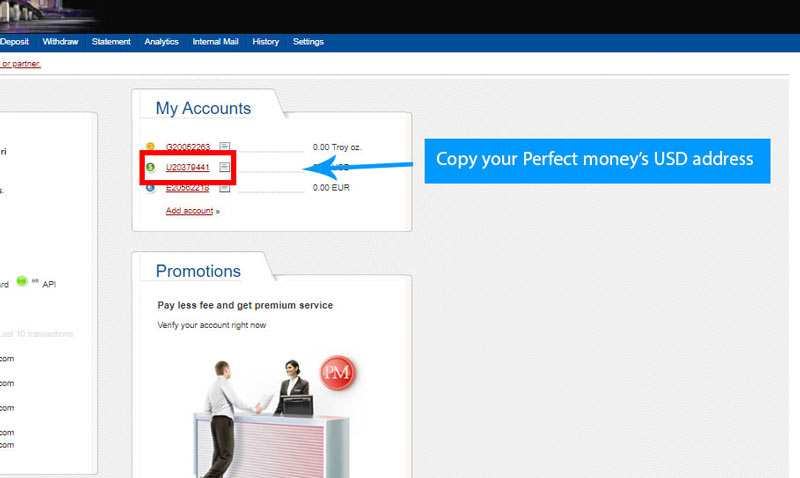 Deposit Withdraw Statement Analytics Internal Mail History Settings
or partner.
My Accounts
ri
G20052263 0.00 Troy oz.
U20379441
E20562218 0.00 EUR
Add account »
s.
Copy your Perfect money's USD address
Promotions
rd on API
Pay less fee and get premium service
Verify your account right now
Last 10 transactions.
com
com
PM
com
com
com